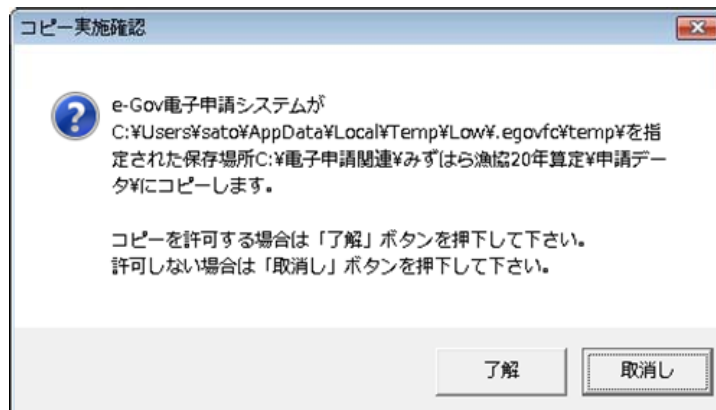 コピー実施確認
e-Gov電子申請システムが
C:¥Users¥sato¥AppData¥Local¥Temp¥Low¥.egovfc¥temp¥を指
定された保存場所C:¥電子申請関連¥みずほら漁協20年算定¥申請デー
タ¥にコピーします。
コピーを許可する場合は「了解」ボタンを押下して下さい。
許可しない場合は「取消し」ボタンを押下して下さい。
了解
取消し